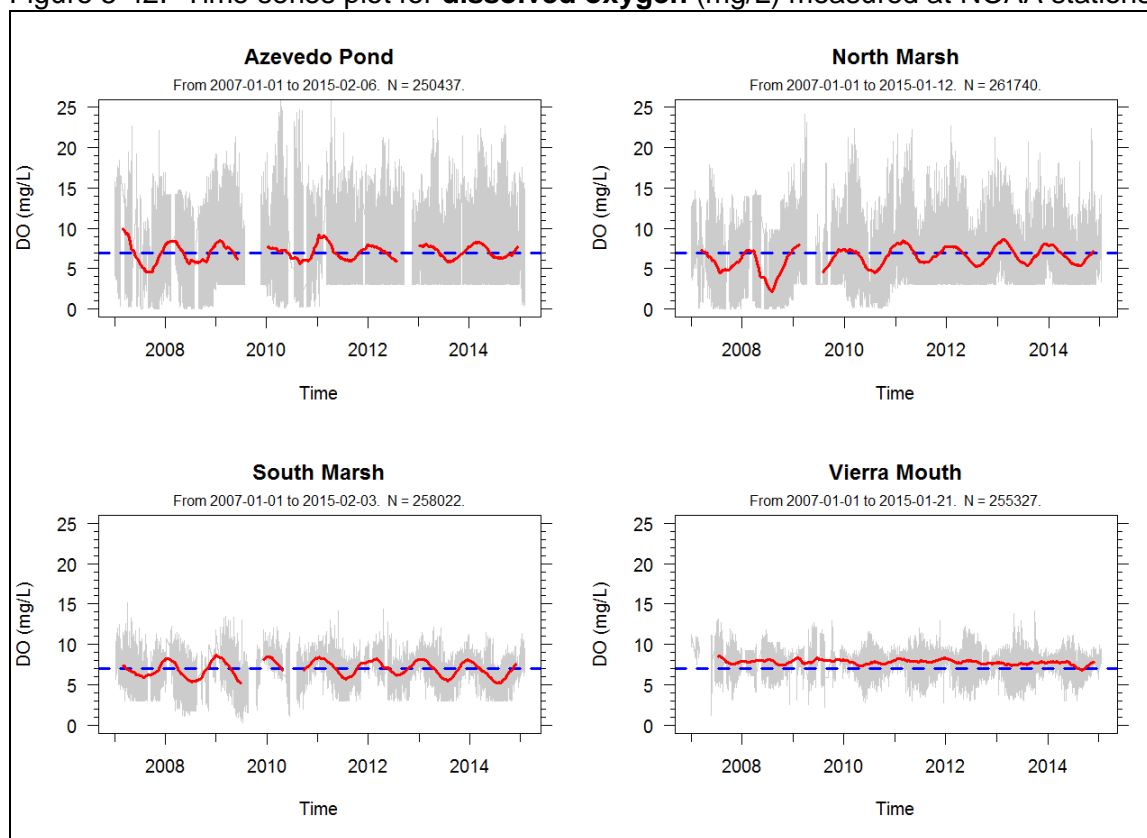 Figure 3-42. Time series plot for dissolved oxygen (mg/L) measured at NOAA stations
Azevedo Pond
From 2007-01-01 to 2015-02-06. N = 250437.
25
20
15
10
5
0
DO (mg/L)
2008 2010 2012 2014
Time
North Marsh
From 2007-01-01 to 2015-01-12. N = 261740.
25
20
15
10
5
0
DO (mg/L)
2008 2010 2012 2014
Time
South Marsh
From 2007-01-01 to 2015-02-03. N = 258022.
25
20
15
10
5
0
DO (mg/L)
2008 2010 2012 2014
Time
Vierra Mouth
From 2007-01-01 to 2015-01-21. N = 255327.
25
20
15
10
5
0
DO (mg/L)
2008 2010 2012 2014
Time